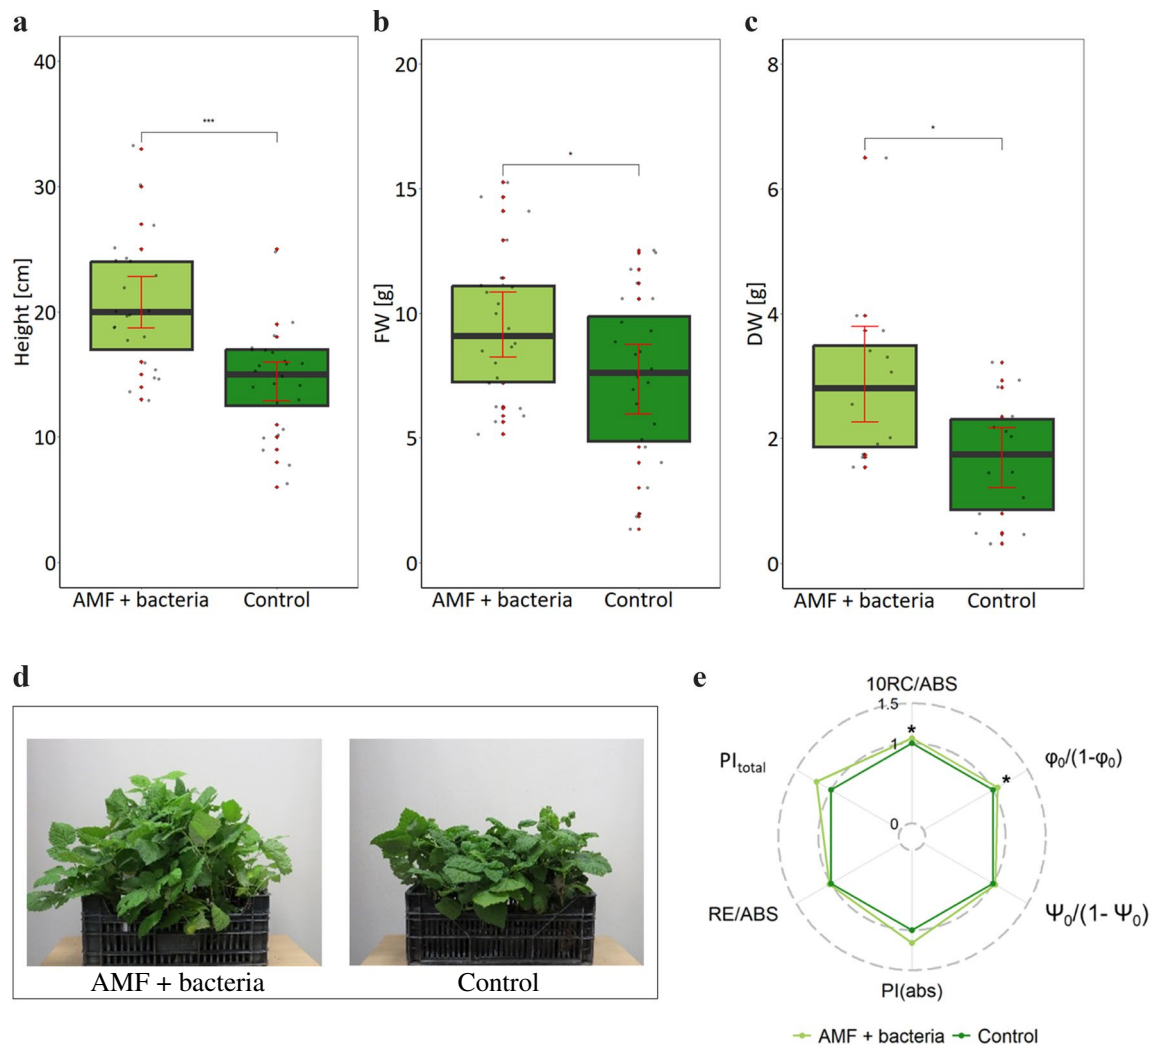 a
b
c
40
30
20
10
0
Height [cm]
***
AMF + bacteria
Control
20
15
10
5
0
FW [g]
*
AMF + bacteria
Control
8
6
4
2
0
DW [g]
*
AMF + bacteria
Control
d
AMF + bacteria
Control
e
10RC/ABS
1.5
*
1
0
PItotal
φ₀/(1-φ₀)
*
RE/ABS
Ψ₀/(1- Ψ₀)
PI(abs)
AMF + bacteria
Control